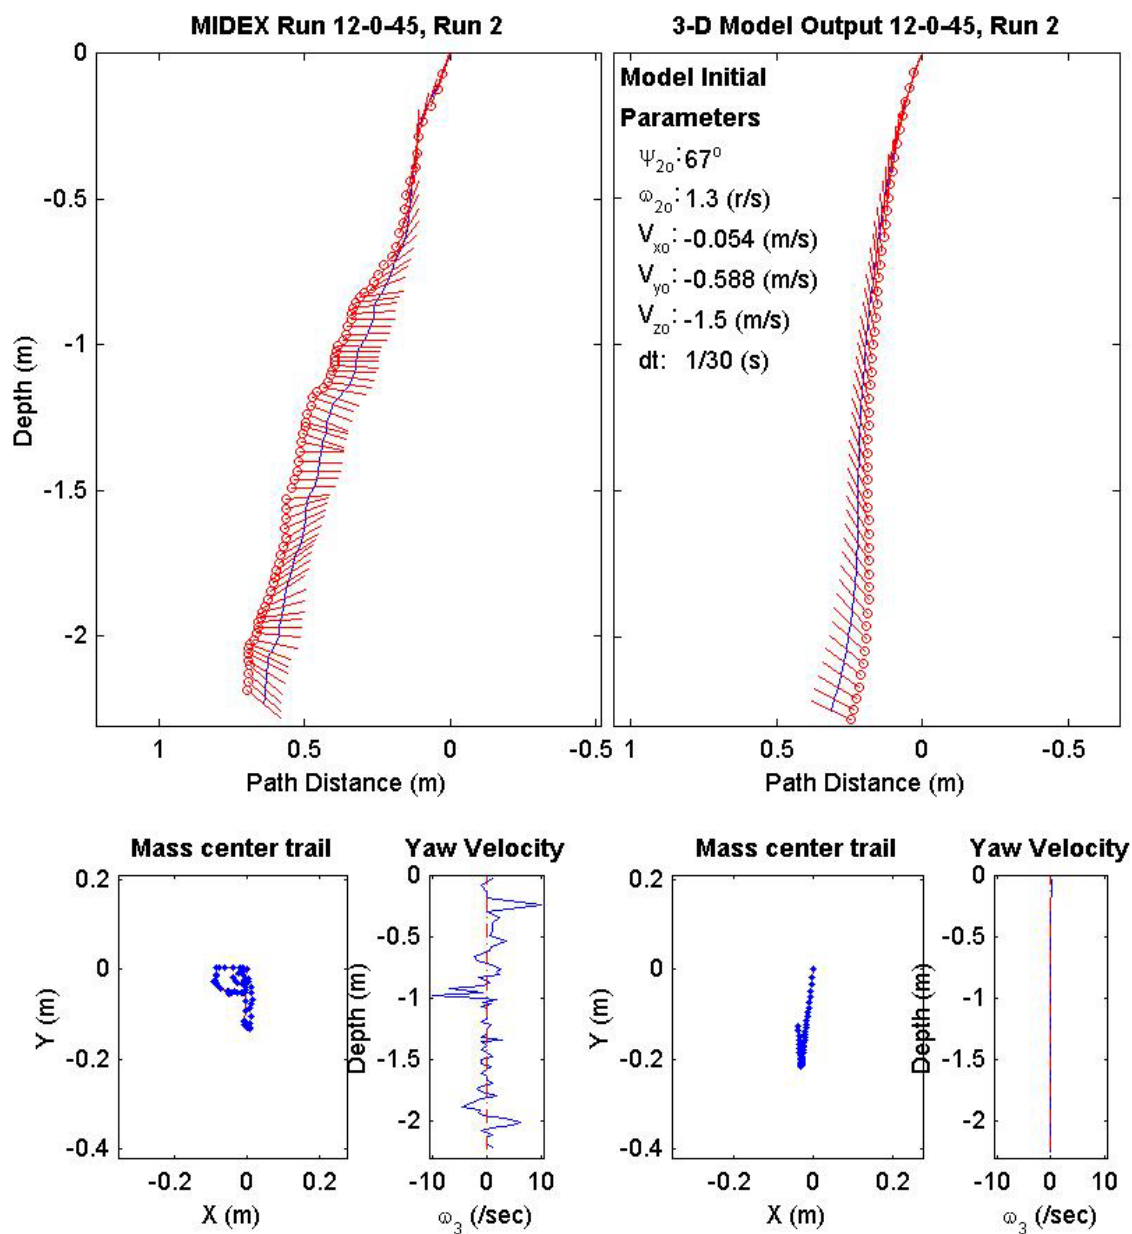 MIDEX Run 12-0-45, Run 2
3-D Model Output 12-0-45, Run 2
0
-0.5
-1
-1.5
-2
Depth (m)
1 0.5 0 -0.5
Path Distance (m)
Model Initial
Parameters
Ψ2o: 67o
ω2o: 1.3 (r/s)
Vxo: -0.054 (m/s)
Vyo: -0.588 (m/s)
Vzo: -1.5 (m/s)
dt: 1/30 (s)
1 0.5 0 -0.5
Path Distance (m)
Mass center trail
0.2
0
-0.2
-0.4
Y (m)
-0.2 0 0.2
X (m)
Yaw Velocity
0
-0.5
-1
-1.5
-2
Depth (m)
-10 0 10
ω3 (/sec)
Mass center trail
0.2
0
-0.2
-0.4
Y (m)
-0.2 0 0.2
X (m)
Yaw Velocity
0
-0.5
-1
-1.5
-2
Depth (m)
-10 0 10
ω3 (/sec)